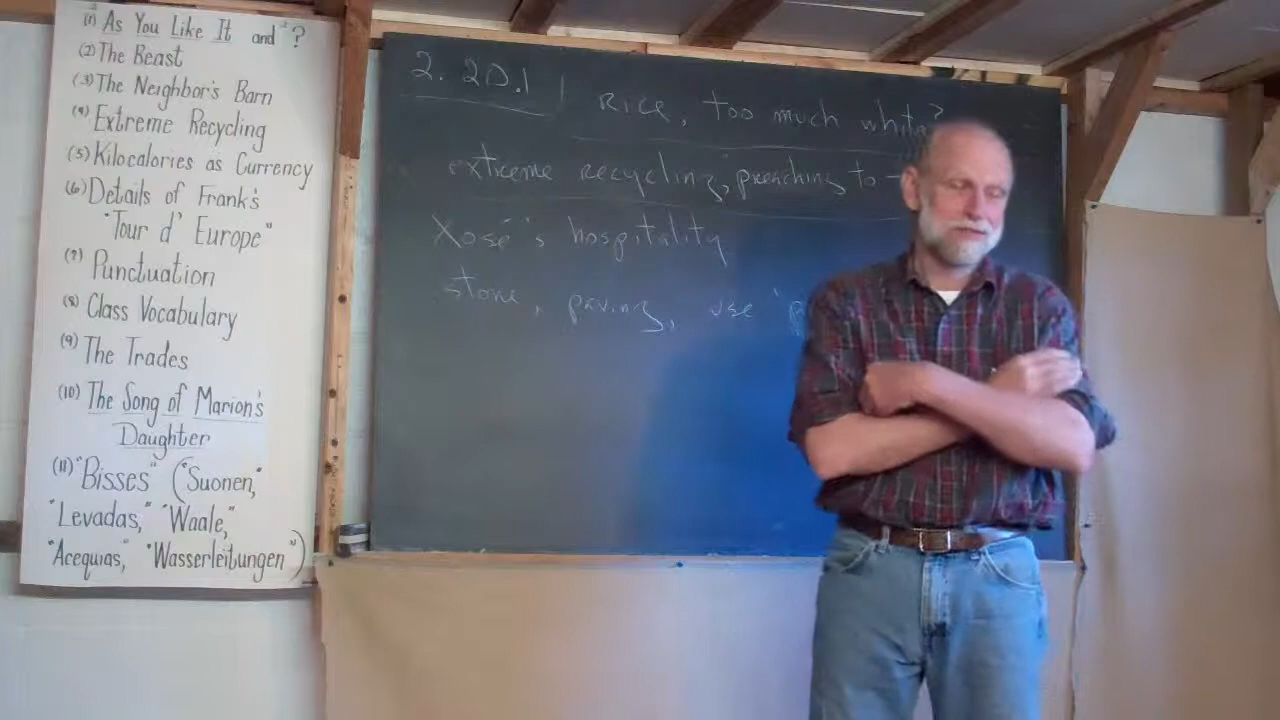 (1) As You Like It and ?
(2) The Beast
(3) The Neighbor's Barn
(4) Extreme Recycling
(5) Kilocalories as Currency
(6) Details of Frank's
"Tour d' Europe"
(7) Punctuation
(8) Class Vocabulary
(9) The Trades
(10) The Song of Marion's
Daughter
(11) "Bisses" ("Suonen,"
"Levadas," "Waale,"
"Acequias," "Wasserleitungen")
2. 20.1
Rice, too much white?
extreme recycling, preaching to
Xosé's hospitality
stone, paving, use